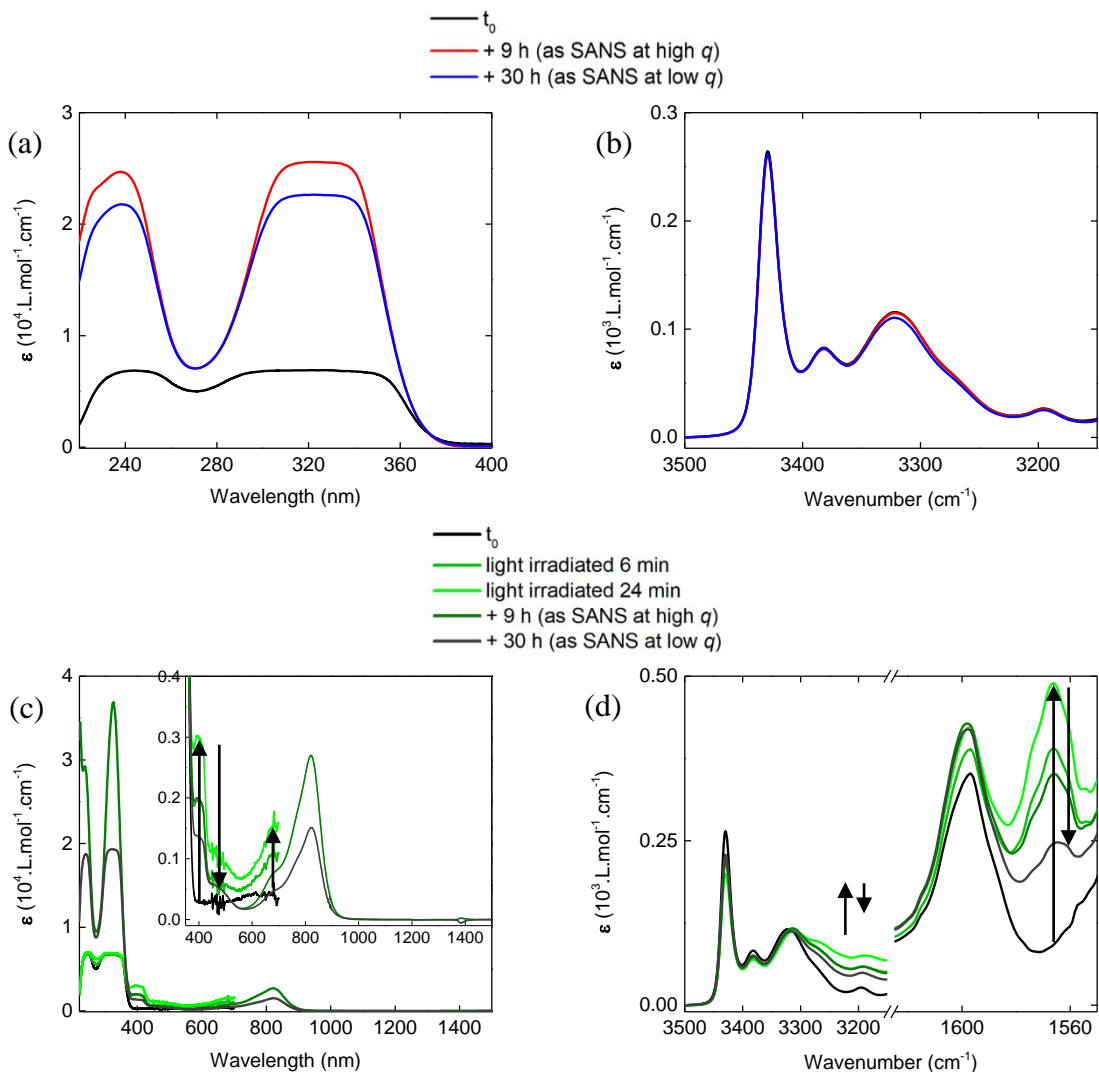 t₀
+ 9 h (as SANS at high q)
+ 30 h (as SANS at low q)
(a)
3
2
1
0
240 280 320 360 400
ε (10⁴.L.mol⁻¹.cm⁻¹)
Wavelength (nm)
(b)
0.3
0.2
0.1
0.0
3500 3400 3300 3200
ε (10³.L.mol⁻¹.cm⁻¹)
Wavenumber (cm⁻¹)
t₀
light irradiated 6 min
light irradiated 24 min
+ 9 h (as SANS at high q)
+ 30 h (as SANS at low q)
(c)
4
3
2
1
0
400 600 800 1000 1200 1400
ε (10⁴.L.mol⁻¹.cm⁻¹)
Wavelength (nm)
0.4
0.3
0.2
0.1
0.0
400 600 800 1000 1200 1400
(d)
0.50
0.25
0.00
3500 3400 3300 3200 1600 1560
ε (10³.L.mol⁻¹.cm⁻¹)
Wavenumber (cm⁻¹)